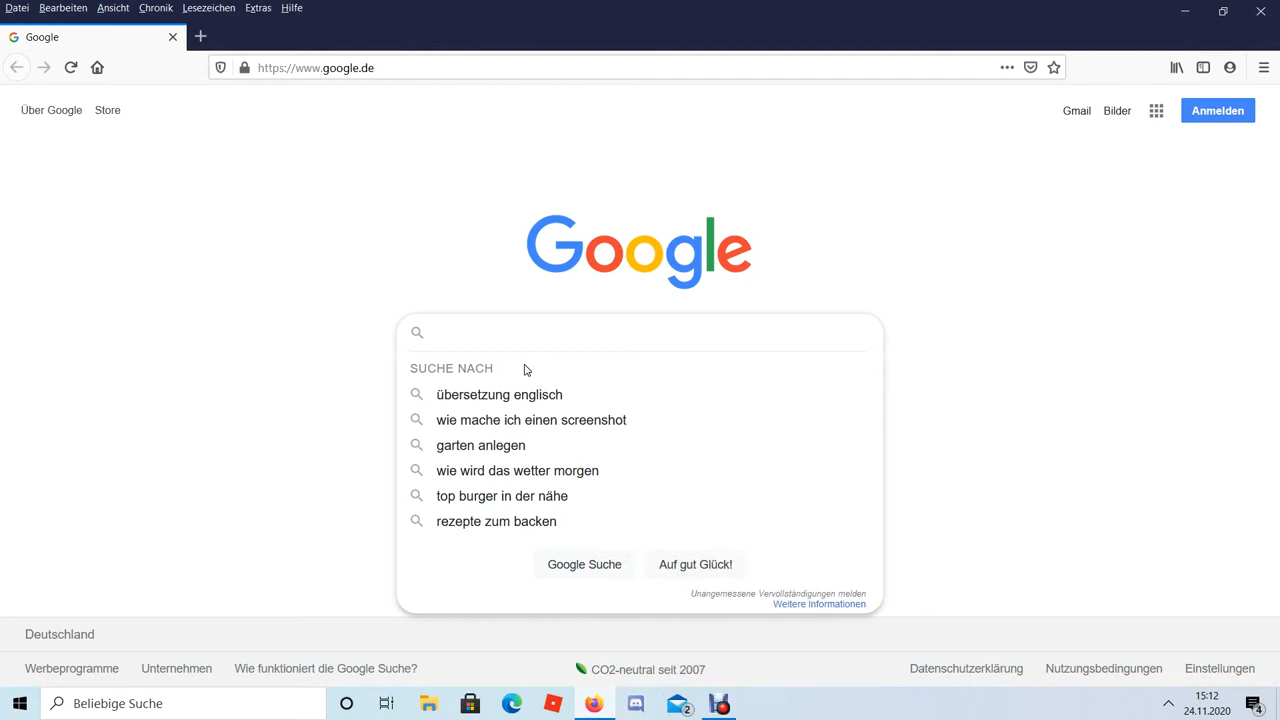 Datei Bearbeiten Ansicht Chronik Lesezeichen Extras Hilfe
Google
https://www.google.de
Über Google Store
Gmail Bilder Anmelden
Google
SUCHE NACH
übersetzung englisch
wie mache ich einen screenshot
garten anlegen
wie wird das wetter morgen
top burger in der nähe
rezepte zum backen
Google Suche Auf gut Glück!
Unangemessene Vervollständigungen melden
Weitere Informationen
Deutschland
Werbeprogramme Unternehmen Wie funktioniert die Google Suche? CO2-neutral seit 2007 Datenschutzerklärung Nutzungsbedingungen Einstellungen
Beliebige Suche 2 15:12 4
24.11.2020